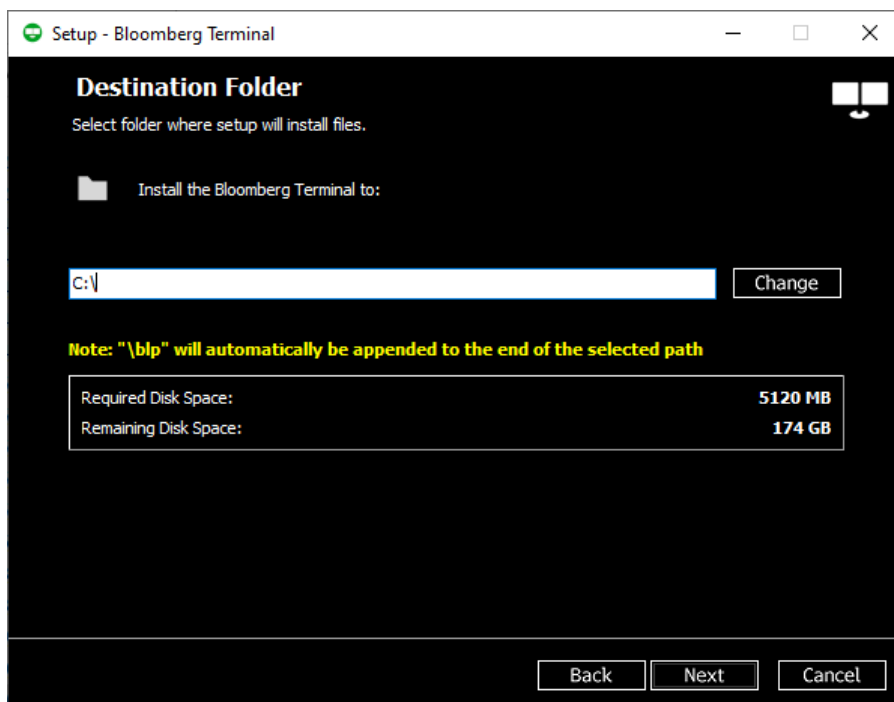 Setup - Bloomberg Terminal
Destination Folder
Select folder where setup will install files.
Install the Bloomberg Terminal to:
C:\
Change
Note: "\blp" will automatically be appended to the end of the selected path
Required Disk Space: 5120 MB
Remaining Disk Space: 174 GB
Back Next Cancel